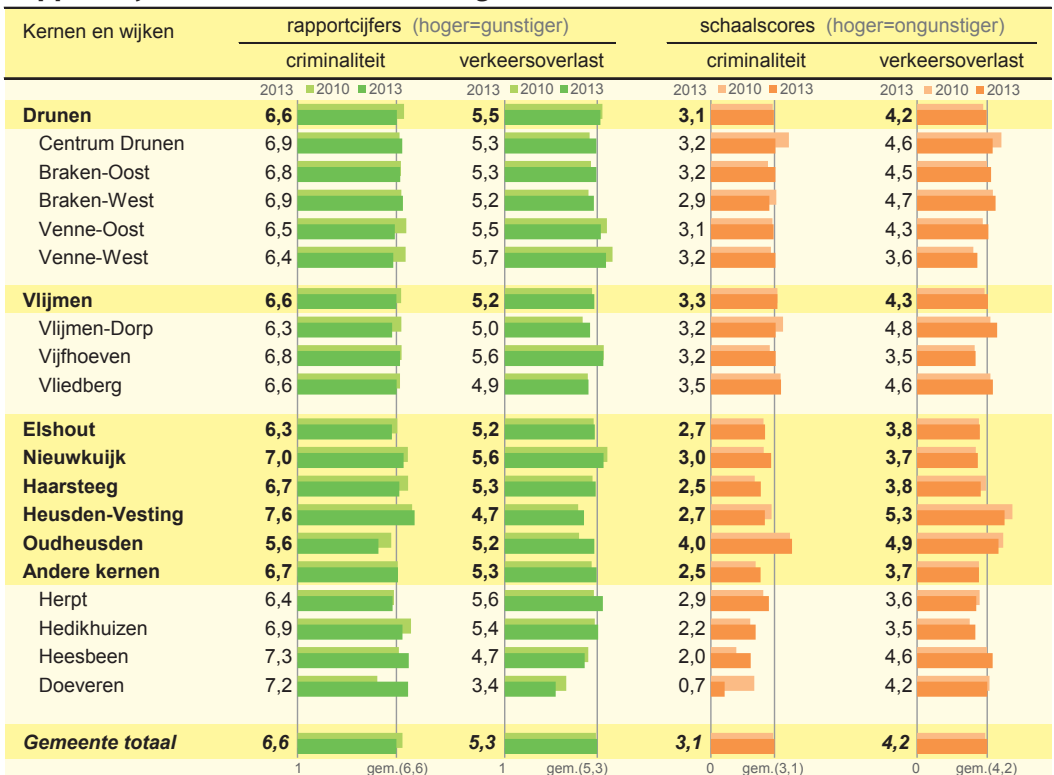 Kernen en wijken rapportcijfers (hoger=gunstiger) schaalscores (hoger=ongunstiger)
criminaliteit verkeersoverlast criminaliteit verkeersoverlast
2013 2010 2013 2013 2010 2013 2013 2010 2013 2013 2010 2013
Drunen 6,6 5,5 3,1 4,2
Centrum Drunen 6,9 5,3 3,2 4,6
Braken-Oost 6,8 5,3 3,2 4,5
Braken-West 6,9 5,2 2,9 4,7
Venne-Oost 6,5 5,5 3,1 4,3
Venne-West 6,4 5,7 3,2 3,6
Vlijmen 6,6 5,2 3,3 4,3
Vlijmen-Dorp 6,3 5,0 3,2 4,8
Vijfhoeven 6,8 5,6 3,2 3,5
Vliedberg 6,6 4,9 3,5 4,6
Elshout 6,3 5,2 2,7 3,8
Nieuwkuijk 7,0 5,6 3,0 3,7
Haarsteeg 6,7 5,3 2,5 3,8
Heusden-Vesting 7,6 4,7 2,7 5,3
Oudheusden 5,6 5,2 4,0 4,9
Andere kernen 6,7 5,3 2,5 3,7
Herpt 6,4 5,6 2,9 3,6
Hedikhuizen 6,9 5,4 2,2 3,5
Heesbeen 7,3 4,7 2,0 4,6
Doeveren 7,2 3,4 0,7 4,2
Gemeente totaal 6,6 5,3 3,1 4,2
1 gem.(6,6) 1 gem.(5,3) 0 gem.(3,1) 0 gem.(4,2)